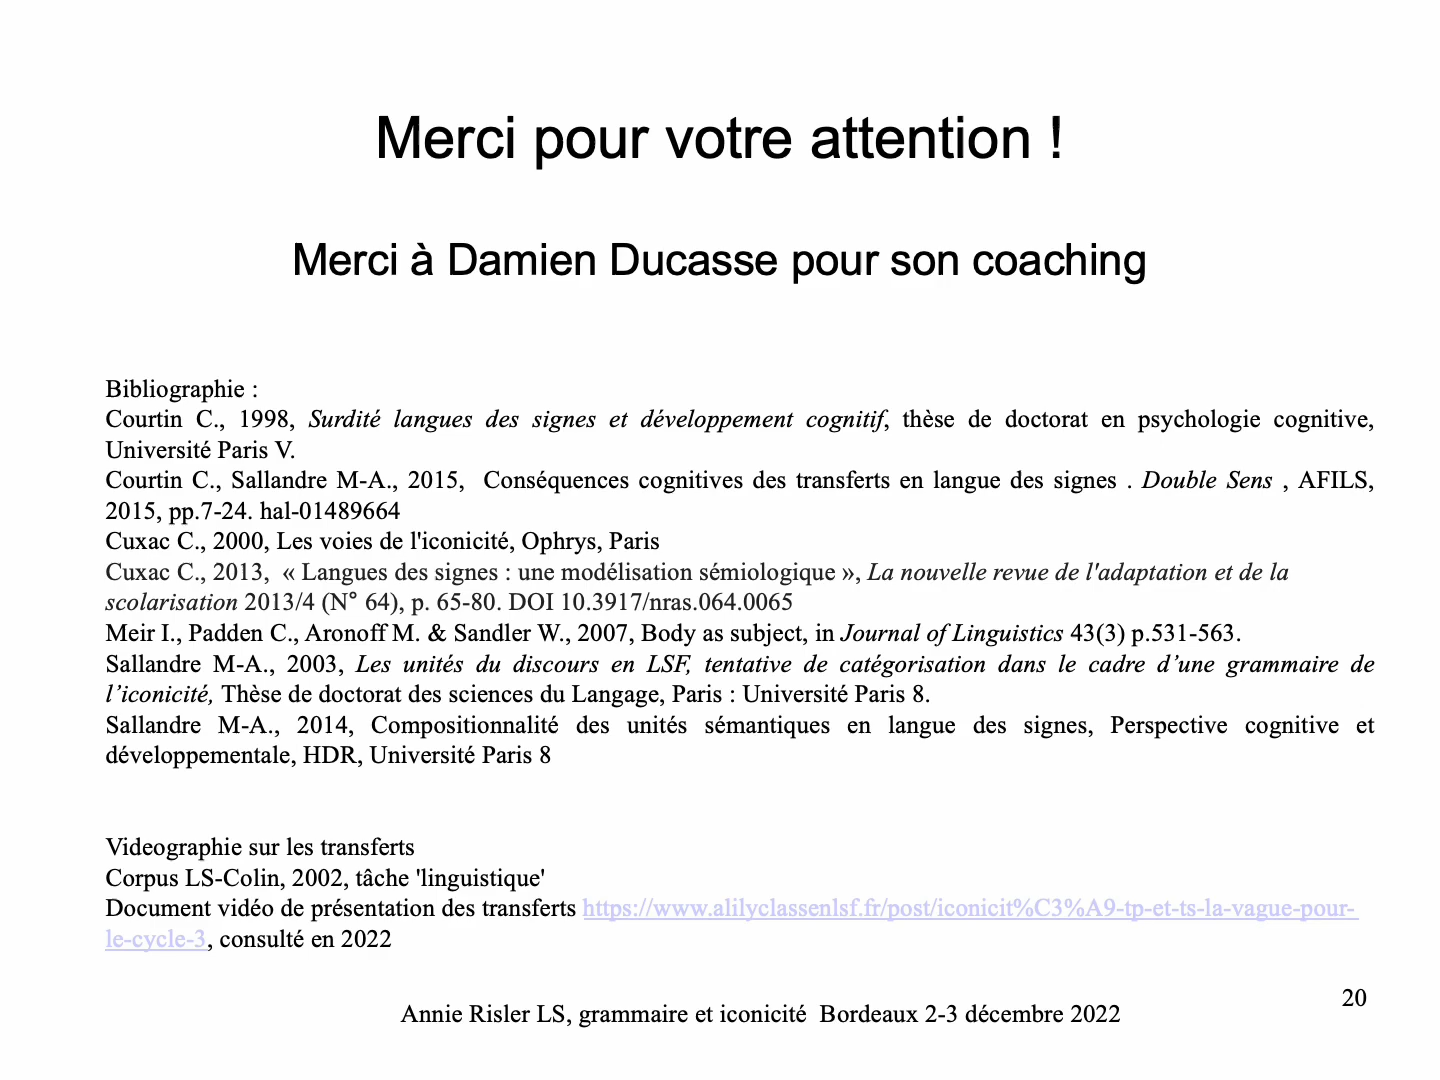 Merci pour votre attention !
Merci à Damien Ducasse pour son coaching
Bibliographie :
Courtin C., 1998, Surdité langues des signes et développement cognitif, thèse de doctorat en psychologie cognitive,
Université Paris V.
Courtin C., Sallandre M-A., 2015,  Conséquences cognitives des transferts en langue des signes . Double Sens , AFILS,
2015, pp.7-24. hal-01489664
Cuxac C., 2000, Les voies de l'iconicité, Ophrys, Paris
Cuxac C., 2013,  « Langues des signes : une modélisation sémiologique », La nouvelle revue de l'adaptation et de la
scolarisation 2013/4 (N° 64), p. 65-80. DOI 10.3917/nras.064.0065
Meir I., Padden C., Aronoff M. & Sandler W., 2007, Body as subject, in Journal of Linguistics 43(3) p.531-563.
Sallandre M-A., 2003, Les unités du discours en LSF, tentative de catégorisation dans le cadre d’une grammaire de
l’iconicité, Thèse de doctorat des sciences du Langage, Paris : Université Paris 8.
Sallandre M-A., 2014, Compositionnalité des unités sémantiques en langue des signes, Perspective cognitive et
développementale, HDR, Université Paris 8
Videographie sur les transferts
Corpus LS-Colin, 2002, tâche 'linguistique'
Document vidéo de présentation des transferts https://www.alilyclassenlsf.fr/post/iconicit%C3%A9-tp-et-ts-la-vague-pour-
le-cycle-3, consulté en 2022
20
Annie Risler LS, grammaire et iconicité  Bordeaux 2-3 décembre 2022